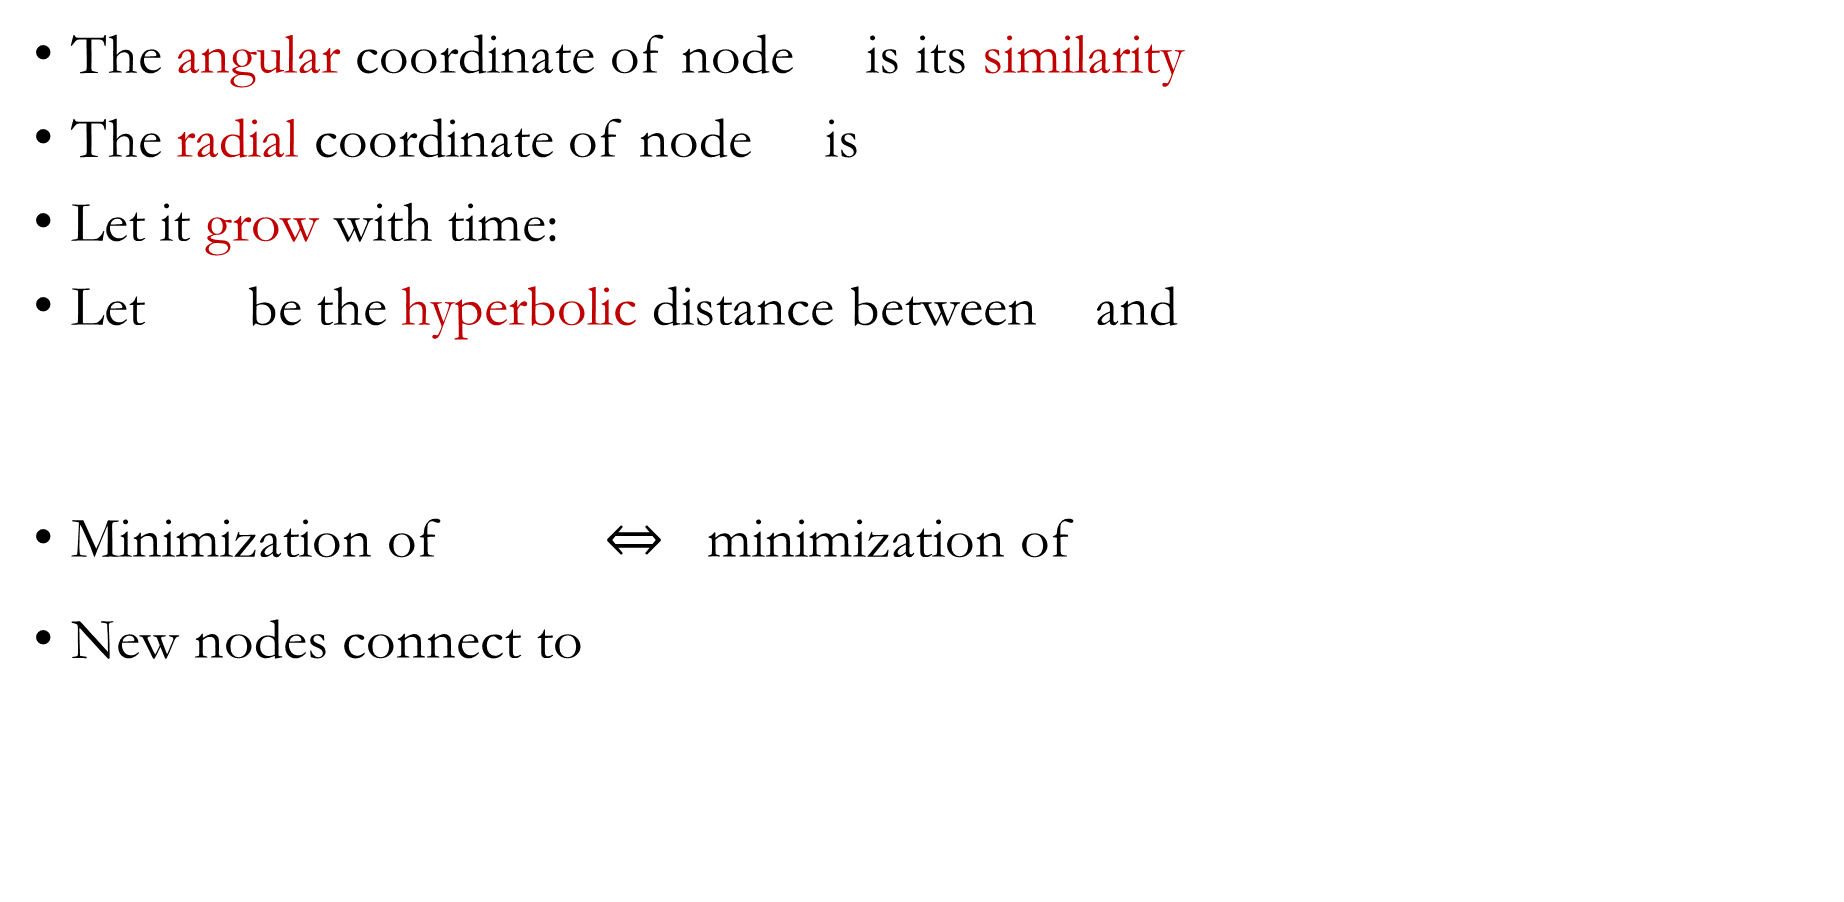 • The angular coordinate of node is its similarity
• The radial coordinate of node is
• Let it grow with time:
• Let be the hyperbolic distance between and
• Minimization of ⇔ minimization of
• New nodes connect to